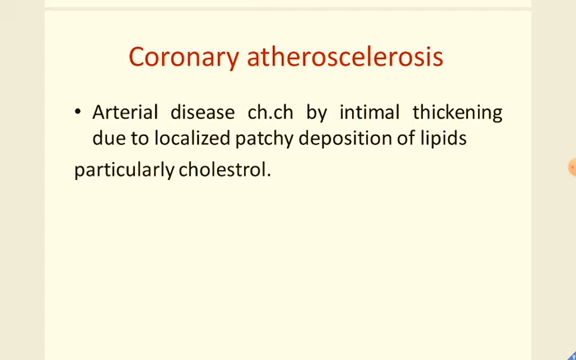 Coronary atheroscelerosis
• Arterial disease ch.ch by intimal thickening
due to localized patchy deposition of lipids
particularly cholestrol.